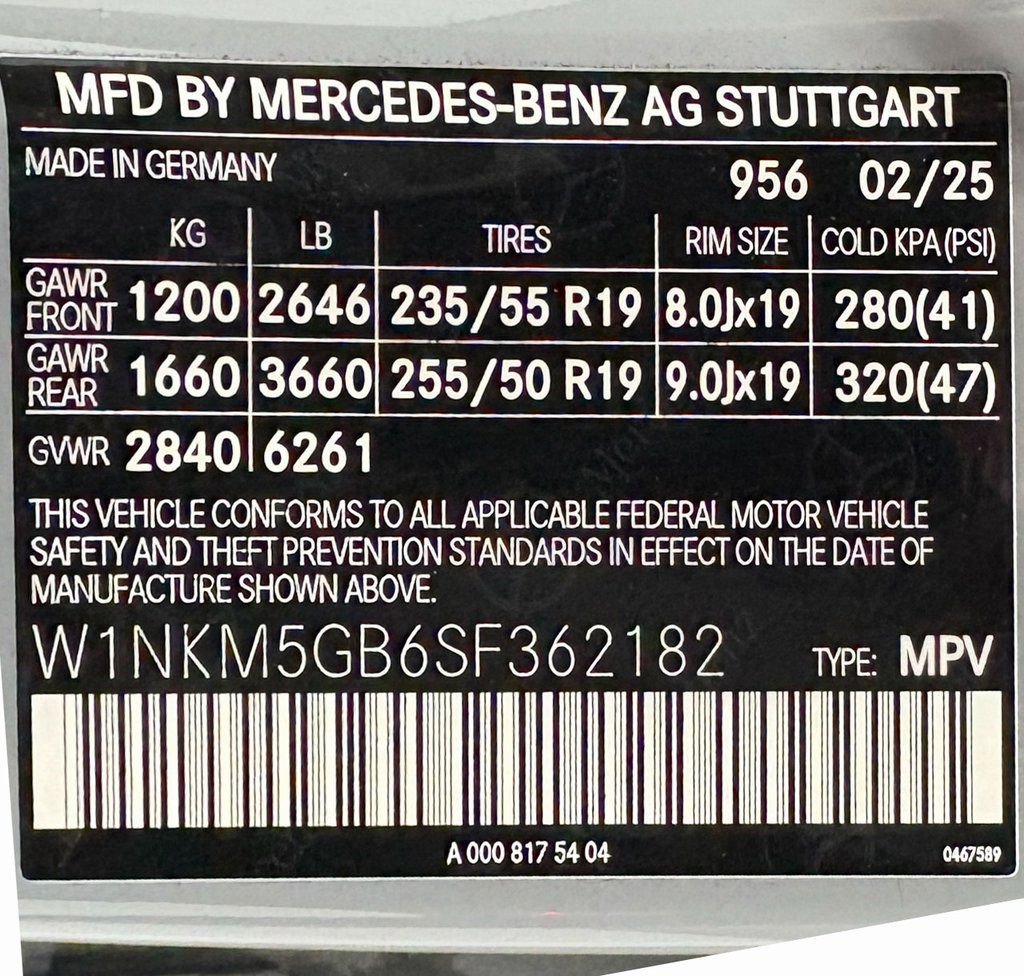 MFD BY MERCEDES-BENZ AG STUTTGART
MADE IN GERMANY 956 02/25
KG LB TIRES RIM SIZE COLD KPA (PSI)
GAWR FRONT 1200 2646 235/55 R19 8.0Jx19 280(41)
GAWR REAR 1660 3660 255/50 R19 9.0Jx19 320(47)
GVWR 2840 6261
THIS VEHICLE CONFORMS TO ALL APPLICABLE FEDERAL MOTOR VEHICLE
SAFETY AND THEFT PREVENTION STANDARDS IN EFFECT ON THE DATE OF
MANUFACTURE SHOWN ABOVE.
W1NKM5GB6SF362182 TYPE: MPV
A 000 817 54 04 0467589